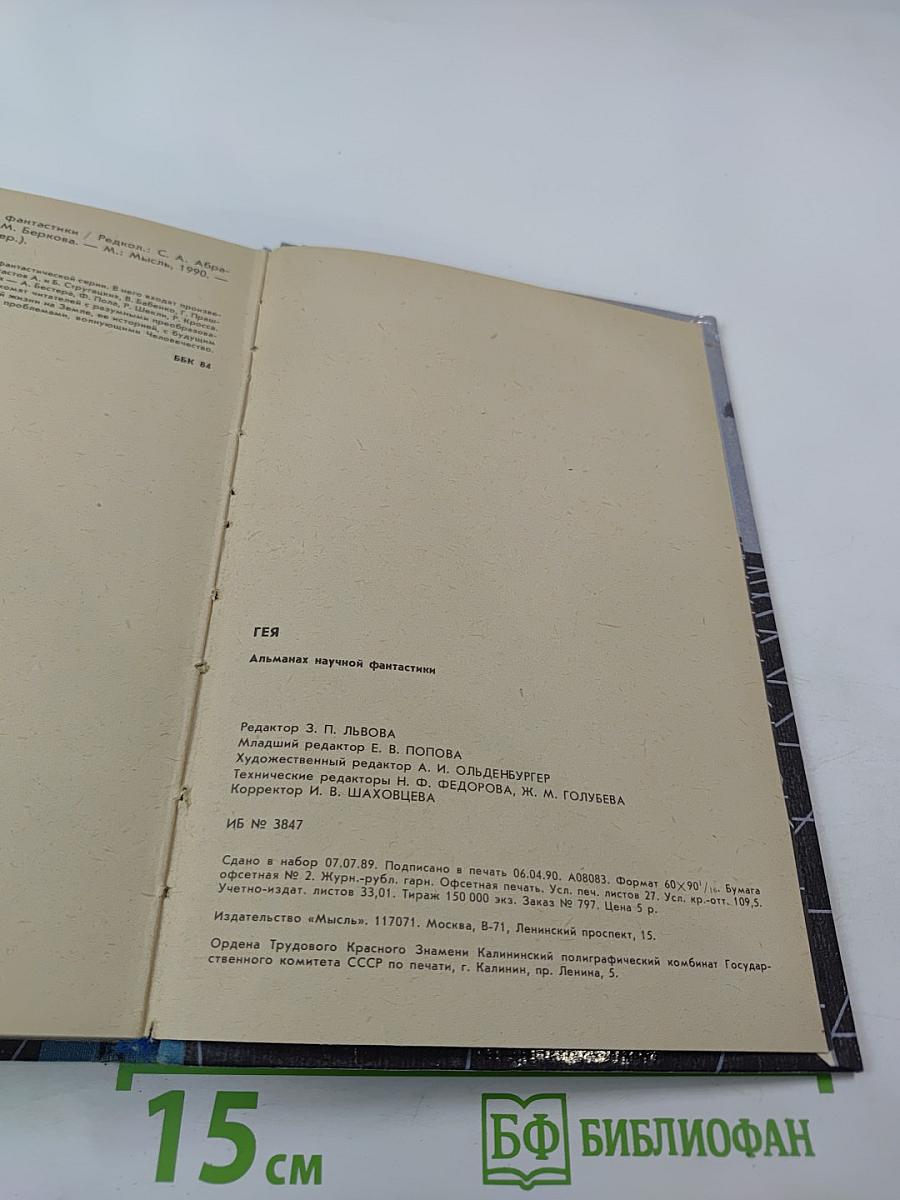 фантастики / Редкол.: С. А. Абра-
М. Беркова. — М.: Мысль, 1990. —
ер.).
фантастической серии. В него входят произве-
астов А. и Б. Стругацких, В. Бабенко, Г. Праш-
х — А. Бестера, Ф. Пола, Р. Шекли, Р. Кросса.
комят читателей с разумными преобразова-
й жизни на Земле, ее историей, с будущим
проблемами, волнующими Человечество.
ББК 84
ГЕЯ
Альманах научной фантастики
Редактор З. П. ЛЬВОВА
Младший редактор Е. В. ПОПОВА
Художественный редактор А. И. ОЛЬДЕНБУРГЕР
Технические редакторы Н. Ф. ФЕДОРОВА, Ж. М. ГОЛУБЕВА
Корректор И. В. ШАХОВЦЕВА
ИБ № 3847
Сдано в набор 07.07.89. Подписано в печать 06.04.90. А08083. Формат 60×90¹/₁₆. Бумага
офсетная № 2. Журн.-рубл. гарн. Офсетная печать. Усл. печ. листов 27. Усл. кр.-отт. 109,5.
Учетно-издат. листов 33,01. Тираж 150 000 экз. Заказ № 797. Цена 5 р.
Издательство «Мысль». 117071. Москва, В-71, Ленинский проспект, 15.
Ордена Трудового Красного Знамени Калининский полиграфический комбинат Государ-
ственного комитета СССР по печати, г. Калинин, пр. Ленина, 5.
15 см
БФ БИБЛИОФАН